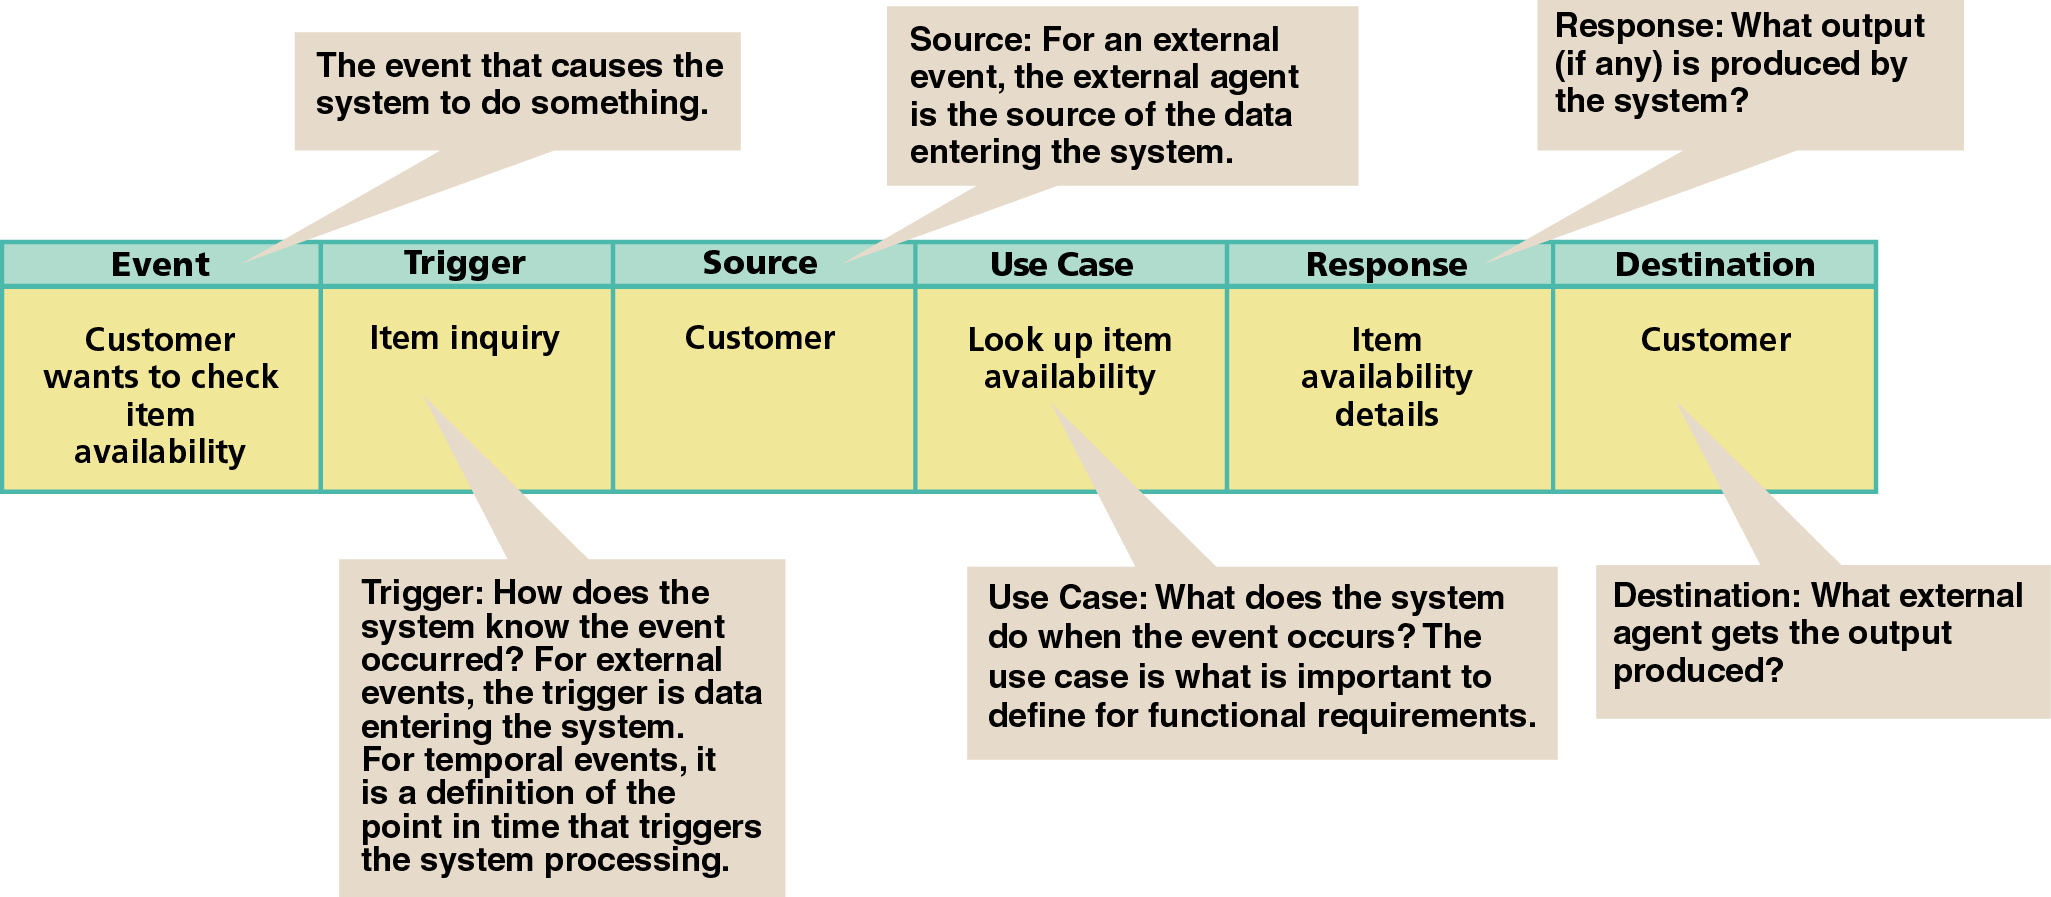 The event that causes the
system to do something.
Source: For an external
event, the external agent
is the source of the data
entering the system.
Response: What output
(if any) is produced by
the system?
Event
Trigger
Source
Use Case
Response
Destination
Customer
wants to check
item
availability
Item inquiry
Customer
Look up item
availability
Item
availability
details
Customer
Trigger: How does the
system know the event
occurred? For external
events, the trigger is data
entering the system.
For temporal events, it
is a definition of the
point in time that triggers
the system processing.
Use Case: What does the system
do when the event occurs? The
use case is what is important to
define for functional requirements.
Destination: What external
agent gets the output
produced?